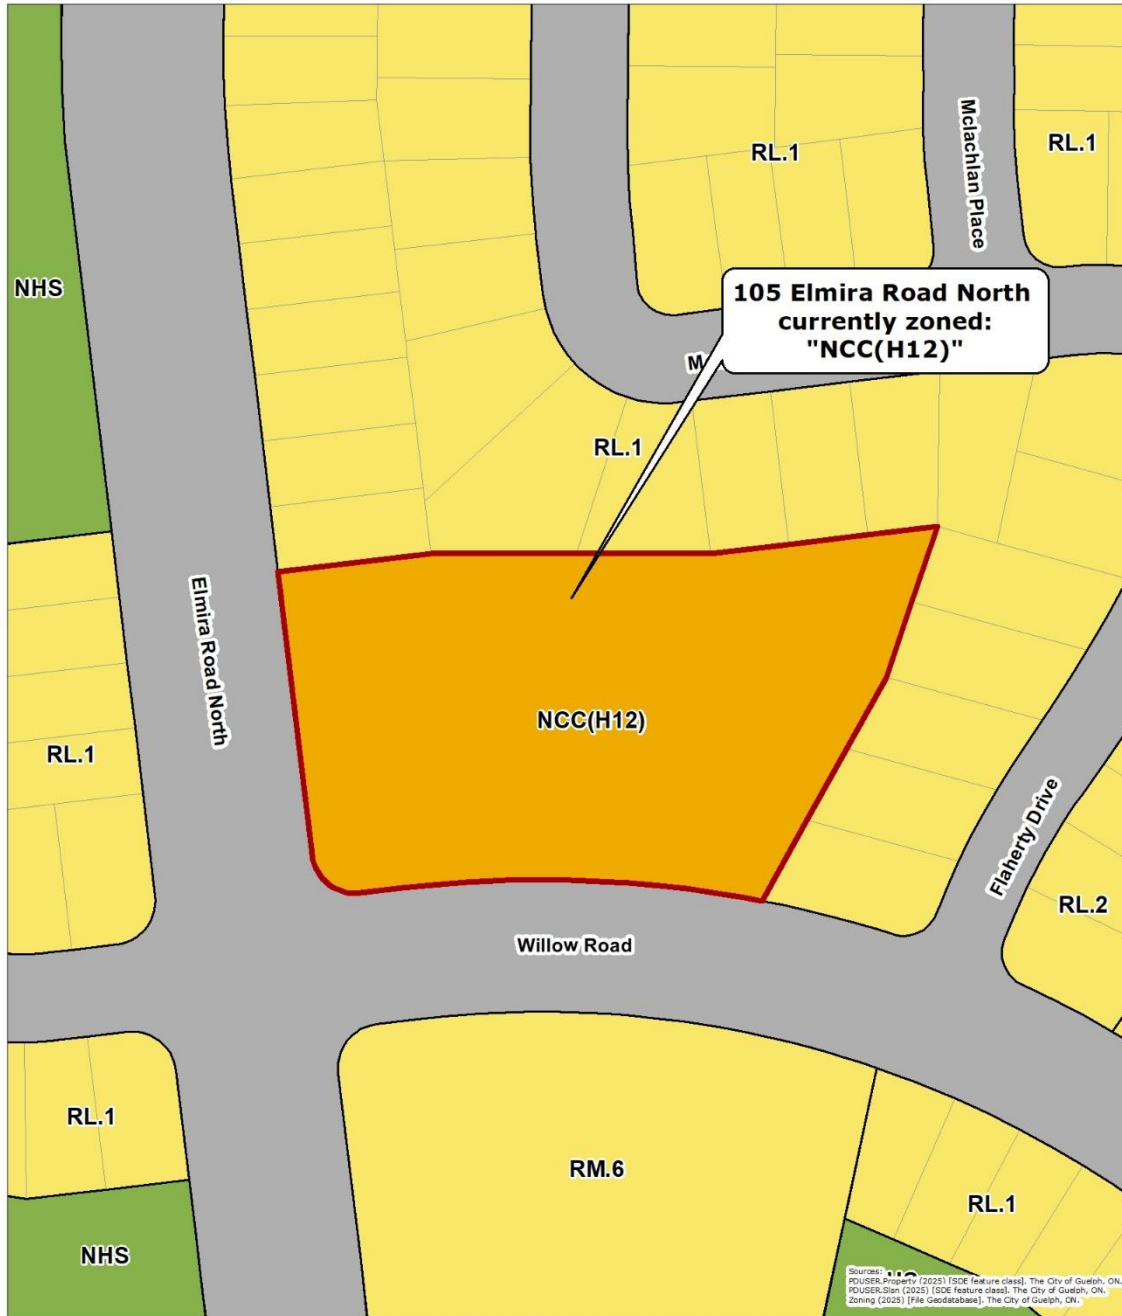 Mclachlan Place
RL.1
RL.1
NHS
105 Elmira Road North
currently zoned:
"NCC(H12)"
RL.1
Elmira Road North
NCC(H12)
RL.1
Flaherty Drive
RL.2
Willow Road
RL.1
RM.6
RL.1
NHS
Sources:
PDUSER.Property (2025) [SDE feature class]. The City of Guelph, ON.
PDUSER.Slsn (2025) [SDE feature class]. The City of Guelph, ON.
Zoning (2025) [File Geodatabase]. The City of Guelph, ON.